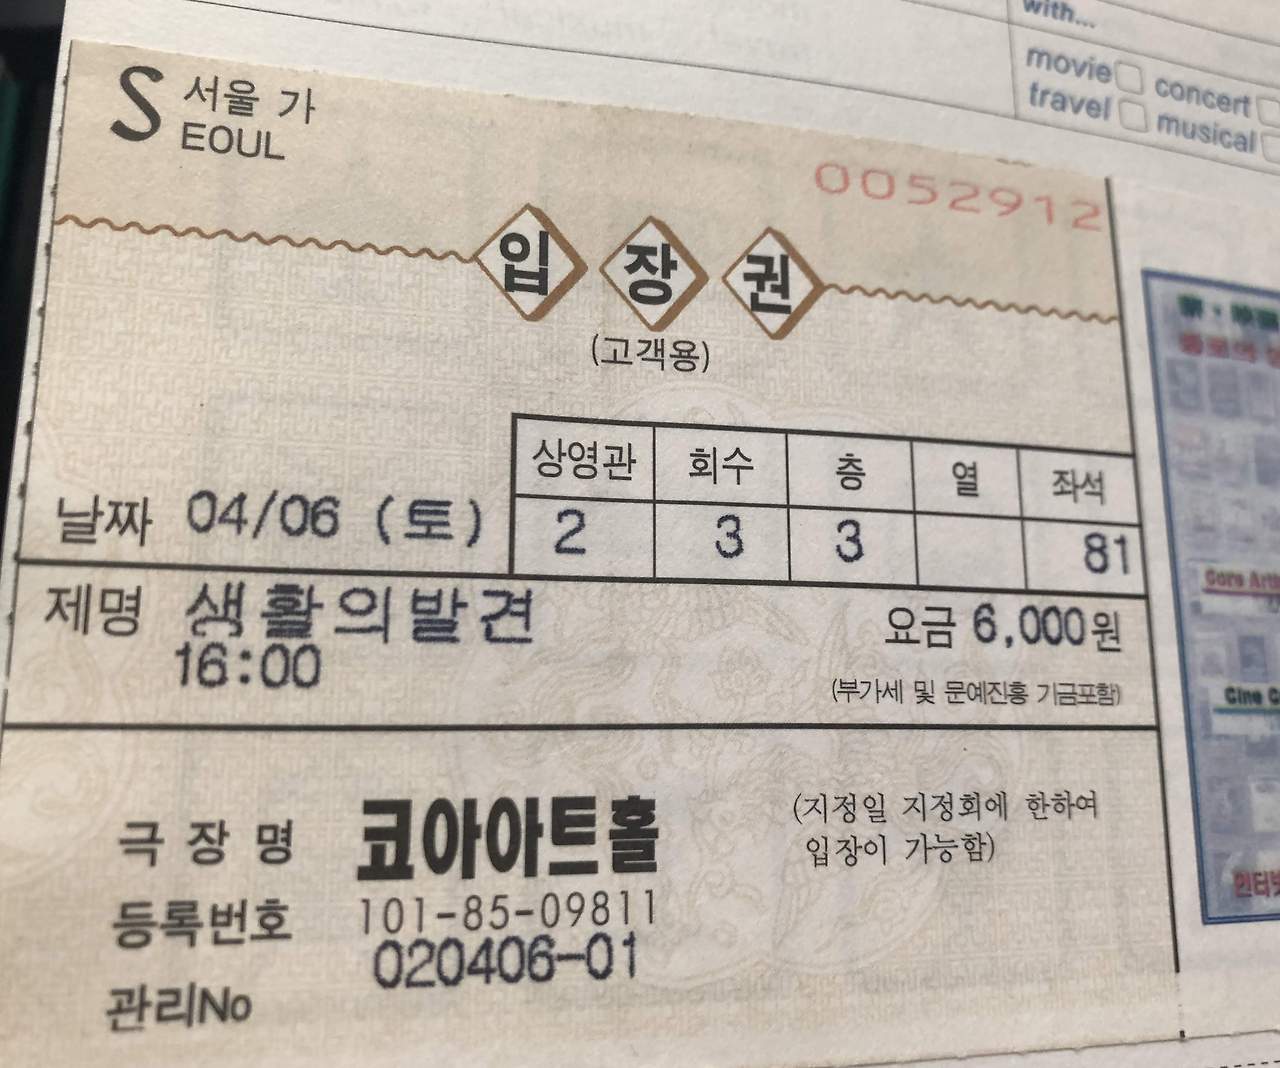 with...
movie concert
travel musical
S 서울 가
EOUL
0052912
입장권
(고객용)
상영관 회수 층 열 좌석
날짜 04/06 (토) 2 3 3 81
제명 생활의발견 요금 6,000원
16:00
(부가세 및 문예진흥 기금포함)
극장명 코아아트홀
(지정일 지정회에 한하여
입장이 가능함)
등록번호 101-85-09811
020406-01
관리No